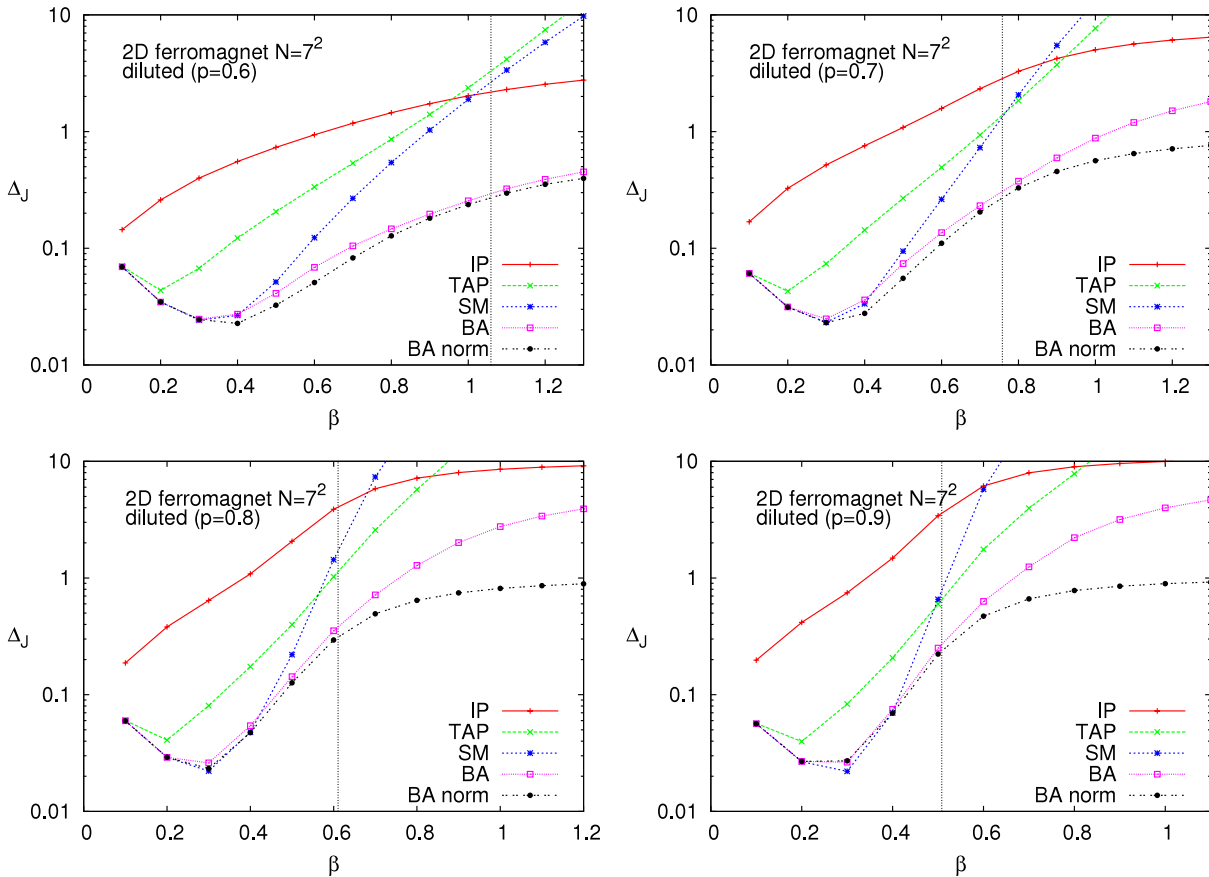 2D ferromagnet N=7²
diluted (p=0.6)
Δ_J
10
1
0.1
0.01
IP
TAP
SM
BA
BA norm
0 0.2 0.4 0.6 0.8 1 1.2
β
2D ferromagnet N=7²
diluted (p=0.7)
Δ_J
10
1
0.1
0.01
IP
TAP
SM
BA
BA norm
0 0.2 0.4 0.6 0.8 1 1.2
β
2D ferromagnet N=7²
diluted (p=0.8)
Δ_J
10
1
0.1
0.01
IP
TAP
SM
BA
BA norm
0 0.2 0.4 0.6 0.8 1 1.2
β
2D ferromagnet N=7²
diluted (p=0.9)
Δ_J
10
1
0.1
0.01
IP
TAP
SM
BA
BA norm
0 0.2 0.4 0.6 0.8 1
β